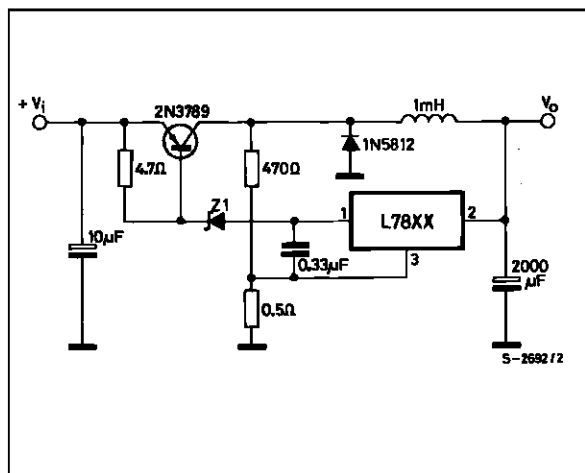 2N3789
1mH
+ Vi
Vo
1N5812
4.7Ω
470Ω
Z1
1
L78XX
2
10µF
0.33µF
3
2000
µF
0.5Ω
S-2692/2